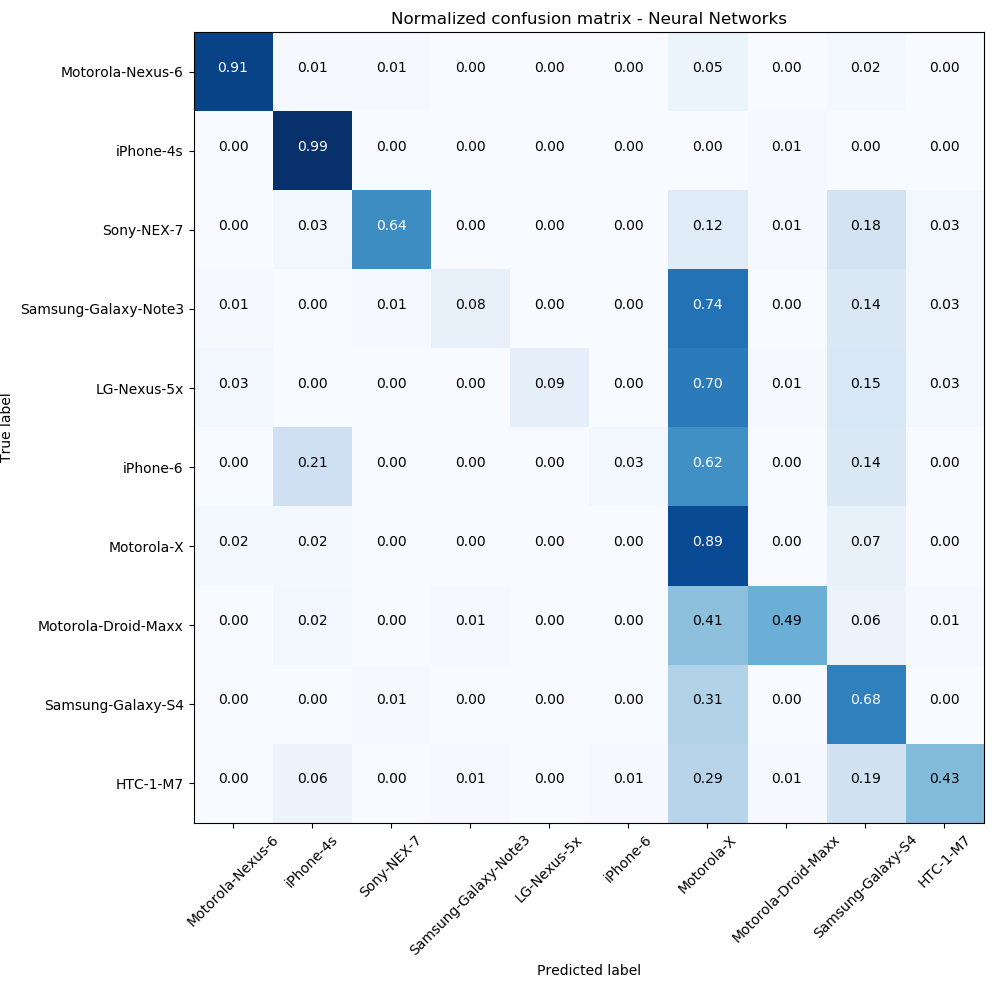 Normalized confusion matrix - Neural Networks
True label
Motorola-Nexus-6 0.91 0.01 0.01 0.00 0.00 0.00 0.05 0.00 0.02 0.00
iPhone-4s 0.00 0.99 0.00 0.00 0.00 0.00 0.00 0.01 0.00 0.00
Sony-NEX-7 0.00 0.03 0.64 0.00 0.00 0.00 0.12 0.01 0.18 0.03
Samsung-Galaxy-Note3 0.01 0.00 0.01 0.08 0.00 0.00 0.74 0.00 0.14 0.03
LG-Nexus-5x 0.03 0.00 0.00 0.00 0.09 0.00 0.70 0.01 0.15 0.03
iPhone-6 0.00 0.21 0.00 0.00 0.00 0.03 0.62 0.00 0.14 0.00
Motorola-X 0.02 0.02 0.00 0.00 0.00 0.00 0.89 0.00 0.07 0.00
Motorola-Droid-Maxx 0.00 0.02 0.00 0.01 0.00 0.00 0.41 0.49 0.06 0.01
Samsung-Galaxy-S4 0.00 0.00 0.01 0.00 0.00 0.00 0.31 0.00 0.68 0.00
HTC-1-M7 0.00 0.06 0.00 0.01 0.00 0.01 0.29 0.01 0.19 0.43
Motorola-Nexus-6 iPhone-4s Sony-NEX-7 Samsung-Galaxy-Note3 LG-Nexus-5x iPhone-6 Motorola-X Motorola-Droid-Maxx Samsung-Galaxy-S4 HTC-1-M7
Predicted label